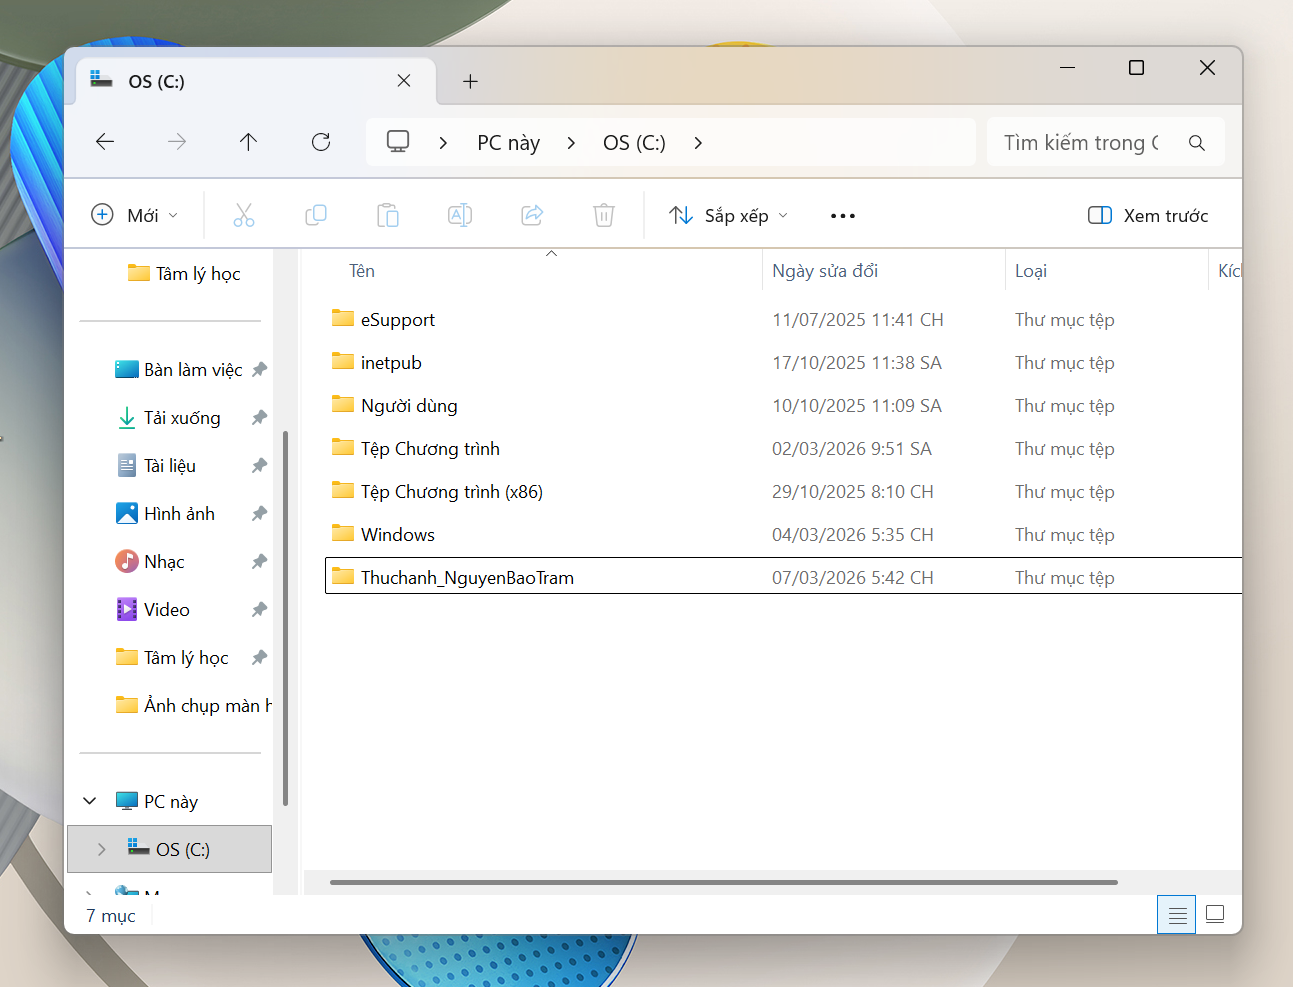 OS (C:)
PC này
OS (C:)
Tìm kiếm trong
Mới
Sắp xếp
Xem trước
Tâm lý học
Bàn làm việc
Tải xuống
Tài liệu
Hình ảnh
Nhạc
Video
Tâm lý học
Ảnh chụp màn h
PC này
OS (C:)
Tên Ngày sửa đổi Loại Kíc
eSupport 11/07/2025 11:41 CH Thư mục tệp
inetpub 17/10/2025 11:38 SA Thư mục tệp
Người dùng 10/10/2025 11:09 SA Thư mục tệp
Tệp Chương trình 02/03/2026 9:51 SA Thư mục tệp
Tệp Chương trình (x86) 29/10/2025 8:10 CH Thư mục tệp
Windows 04/03/2026 5:35 CH Thư mục tệp
Thuchanh_NguyenBaoTram 07/03/2026 5:42 CH Thư mục tệp
7 mục